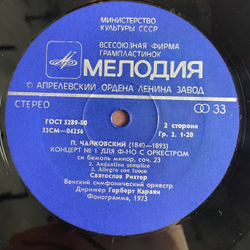 МИНИСТЕРСТВО
КУЛЬТУРЫ СССР
ВСЕСОЮЗНАЯ ФИРМА
ГРАМПЛАСТИНОК
МЕЛОДИЯ
© АПРЕЛЕВСКИЙ ОРДЕНА ЛЕНИНА ЗАВОД
СТЕРЕО 33
ГОСТ 5289-80 2 сторона
33СМ-04256 Гр. 2. 1-20
П. ЧАЙКОВСКИЙ (1840—1893)
КОНЦЕРТ № 1 ДЛЯ Ф-НО С ОРКЕСТРОМ
си бемоль минор, соч. 23
2. Andantino semplice
3. Allegro con fuoco
Святослав Рихтер
Венский симфонический оркестр
Дирижер Герберт Караян
Фонограмма, 1973